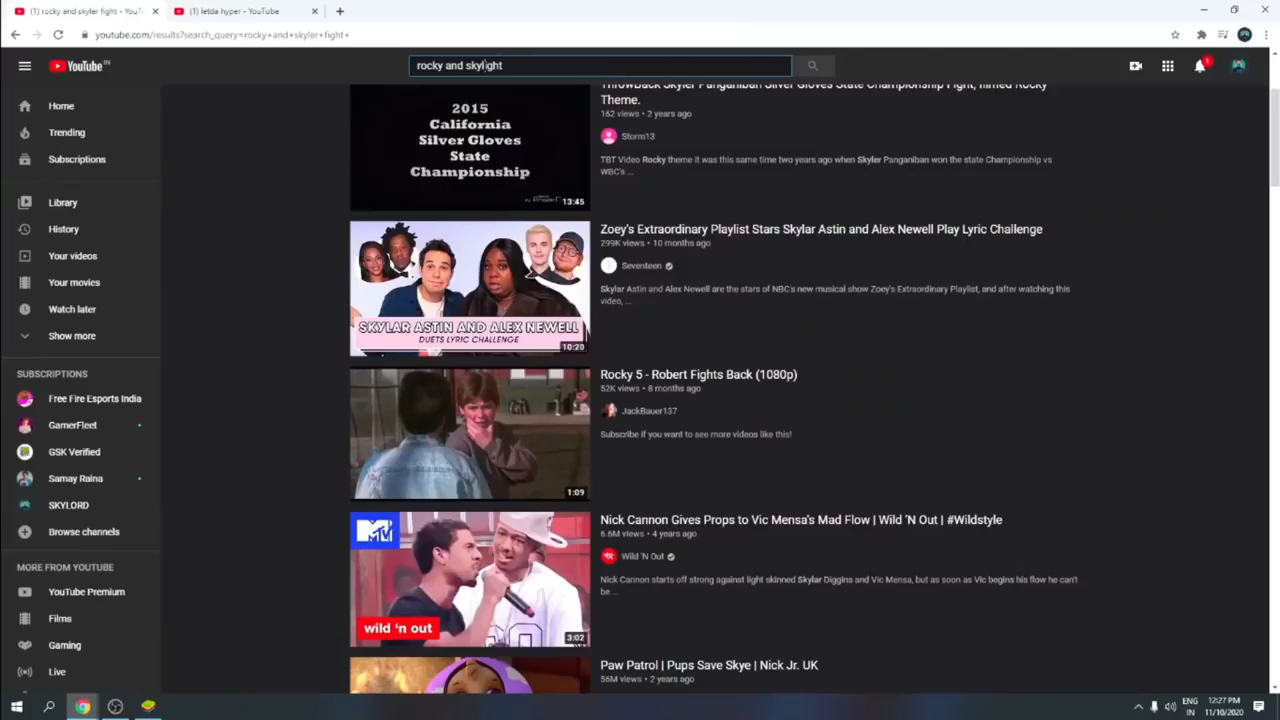 (1) rocky and skyler fight - YouT
(1) letda hyper - YouTube
youtube.com/results?search_query=rocky+and+skyler+fight+
YouTube IN
rocky and skylight
1
Home
Trending
Subscriptions
Library
History
Your videos
Your movies
Watch later
Show more
SUBSCRIPTIONS
Free Fire Esports India
GamerFleet
GSK Verified
Samay Raina
SKYLORD
Browse channels
MORE FROM YOUTUBE
YouTube Premium
Films
Gaming
Live
2015
California
Silver Gloves
State
Championship
13:45
ThrowBack Skyler Panganiban Silver Gloves State Championship Fight, filmed Rocky
Theme.
162 views • 2 years ago
Storm13
TBT Video Rocky theme it was this same time two years ago when Skyler Panganiban won the state Championship vs
WBC's ...
SKYLAR ASTIN AND ALEX NEWELL
DUETS LYRIC CHALLENGE
10:20
Zoey's Extraordinary Playlist Stars Skylar Astin and Alex Newell Play Lyric Challenge
299K views • 10 months ago
Seventeen
Skylar Astin and Alex Newell are the stars of NBC's new musical show Zoey's Extraordinary Playlist, and after watching this
video, ...
1:09
Rocky 5 - Robert Fights Back (1080p)
52K views • 8 months ago
JackBauer137
Subscribe if you want to see more videos like this!
MTV
wild 'n out
3:02
Nick Cannon Gives Props to Vic Mensa's Mad Flow | Wild 'N Out | #Wildstyle
6.6M views • 4 years ago
Wild 'N Out
Nick Cannon starts off strong against light skinned Skylar Diggins and Vic Mensa, but as soon as Vic begins his flow he can't
be ...
Paw Patrol | Pups Save Skye | Nick Jr. UK
56M views • 2 years ago
ENG
IN
12:27 PM
11/10/2020